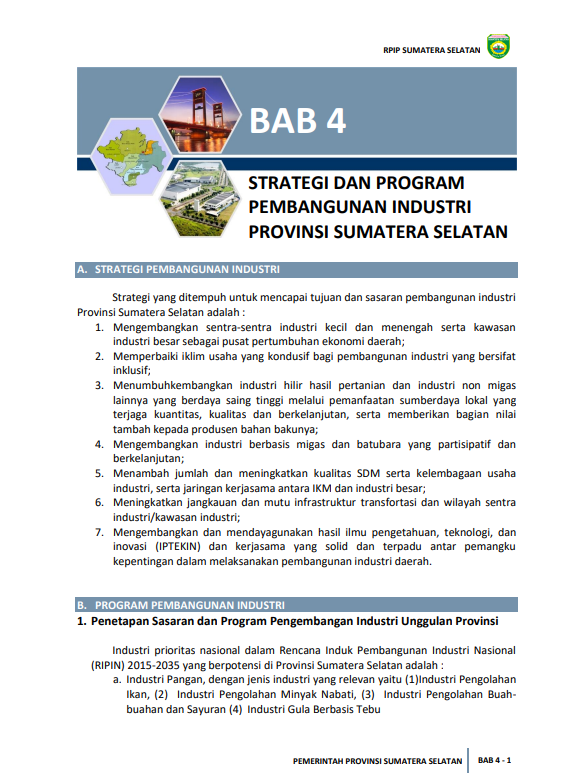 RPIP SUMATERA SELATAN
BAB 4
STRATEGI DAN PROGRAM
PEMBANGUNAN INDUSTRI
PROVINSI SUMATERA SELATAN
A. STRATEGI PEMBANGUNAN INDUSTRI
Strategi yang ditempuh untuk mencapai tujuan dan sasaran pembangunan industri
Provinsi Sumatera Selatan adalah :
1. Mengembangkan sentra-sentra industri kecil dan menengah serta kawasan
industri besar sebagai pusat pertumbuhan ekonomi daerah;
2. Memperbaiki iklim usaha yang kondusif bagi pembangunan industri yang bersifat
inklusif;
3. Menumbuhkembangkan industri hilir hasil pertanian dan industri non migas
lainnya yang berdaya saing tinggi melalui pemanfaatan sumberdaya lokal yang
terjaga kuantitas, kualitas dan berkelanjutan, serta memberikan bagian nilai
tambah kepada produsen bahan bakunya;
4. Mengembangkan industri berbasis migas dan batubara yang partisipatif dan
berkelanjutan;
5. Menambah jumlah dan meningkatkan kualitas SDM serta kelembagaan usaha
industri, serta jaringan kerjasama antara IKM dan industri besar;
6. Meningkatkan jangkauan dan mutu infrastruktur transfortasi dan wilayah sentra
industri/kawasan industri;
7. Mengembangkan dan mendayagunakan hasil ilmu pengetahuan, teknologi, dan
inovasi (IPTEKIN) dan kerjasama yang solid dan terpadu antar pemangku
kepentingan dalam melaksanakan pembangunan industri daerah.
B. PROGRAM PEMBANGUNAN INDUSTRI
1. Penetapan Sasaran dan Program Pengembangan Industri Unggulan Provinsi
Industri prioritas nasional dalam Rencana Induk Pembangunan Industri Nasional
(RIPIN) 2015-2035 yang berpotensi di Provinsi Sumatera Selatan adalah :
a. Industri Pangan, dengan jenis industri yang relevan yaitu (1)Industri Pengolahan
Ikan, (2) Industri Pengolahan Minyak Nabati, (3) Industri Pengolahan Buah-
buahan dan Sayuran (4) Industri Gula Berbasis Tebu
PEMERINTAH PROVINSI SUMATERA SELATAN
BAB 4 - 1